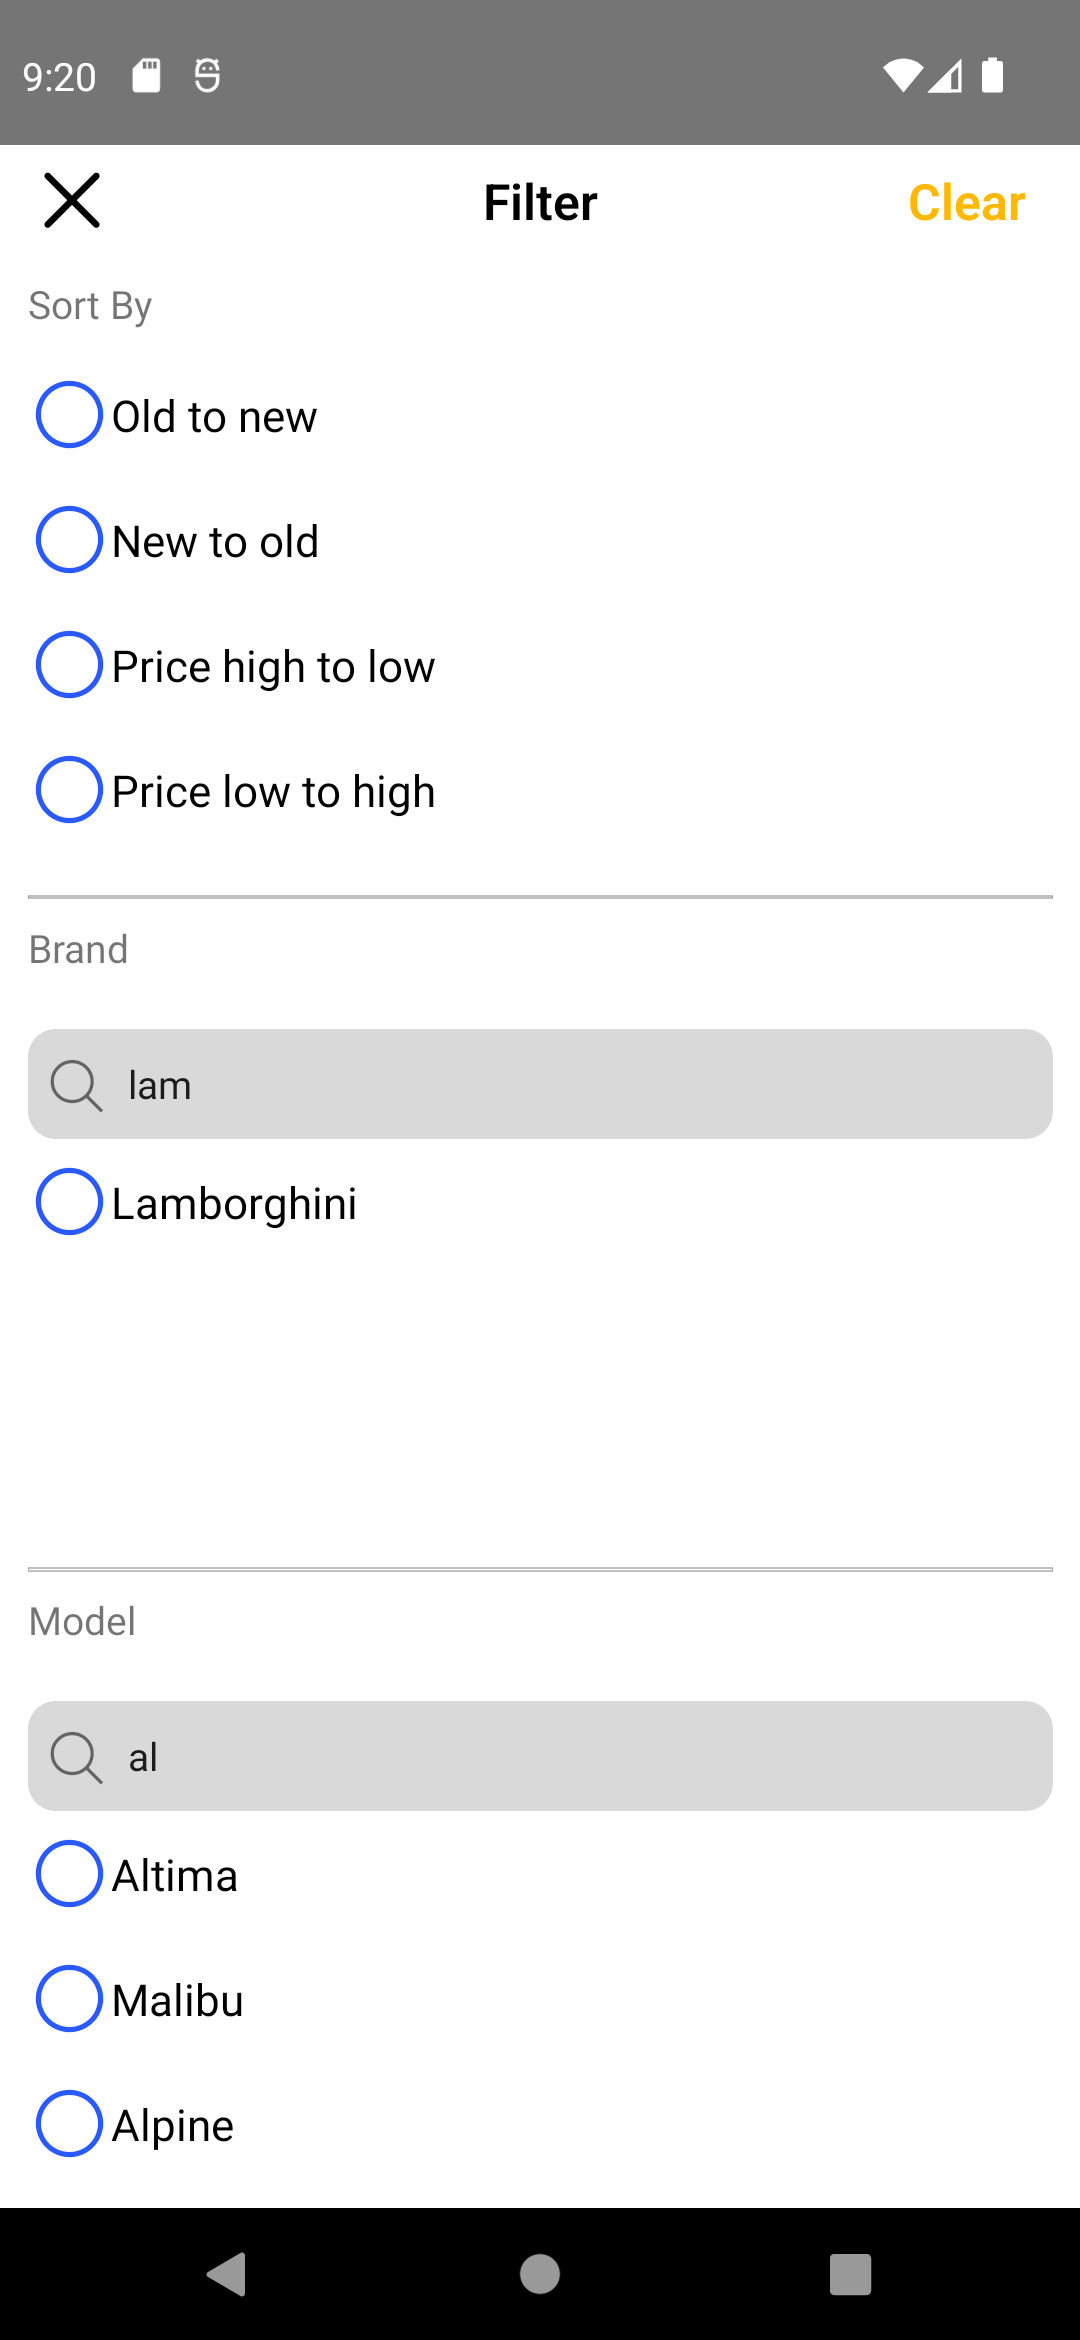 9:20
Filter
Clear
Sort By
Old to new
New to old
Price high to low
Price low to high
Brand
lam
Lamborghini
Model
al
Altima
Malibu
Alpine